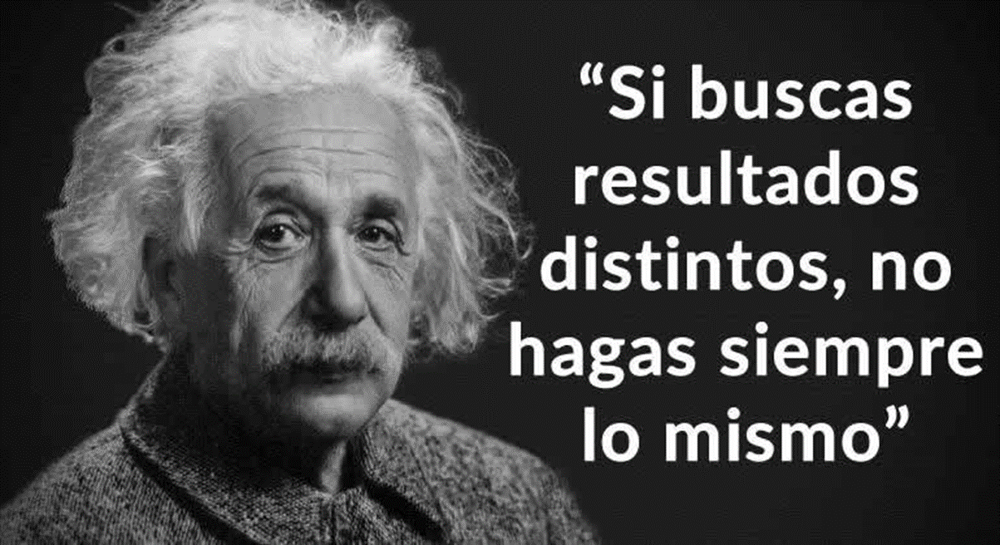 “Si buscas
resultados
distintos, no
hagas siempre
lo mismo”